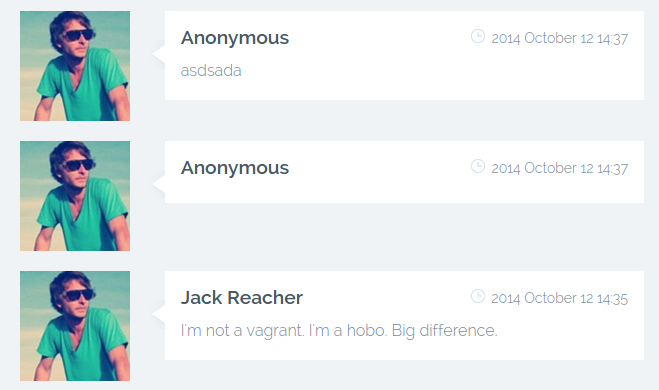 Anonymous 2014 October 12 14:37
asdsada
Anonymous 2014 October 12 14:37
Jack Reacher 2014 October 12 14:35
I'm not a vagrant. I'm a hobo. Big difference.